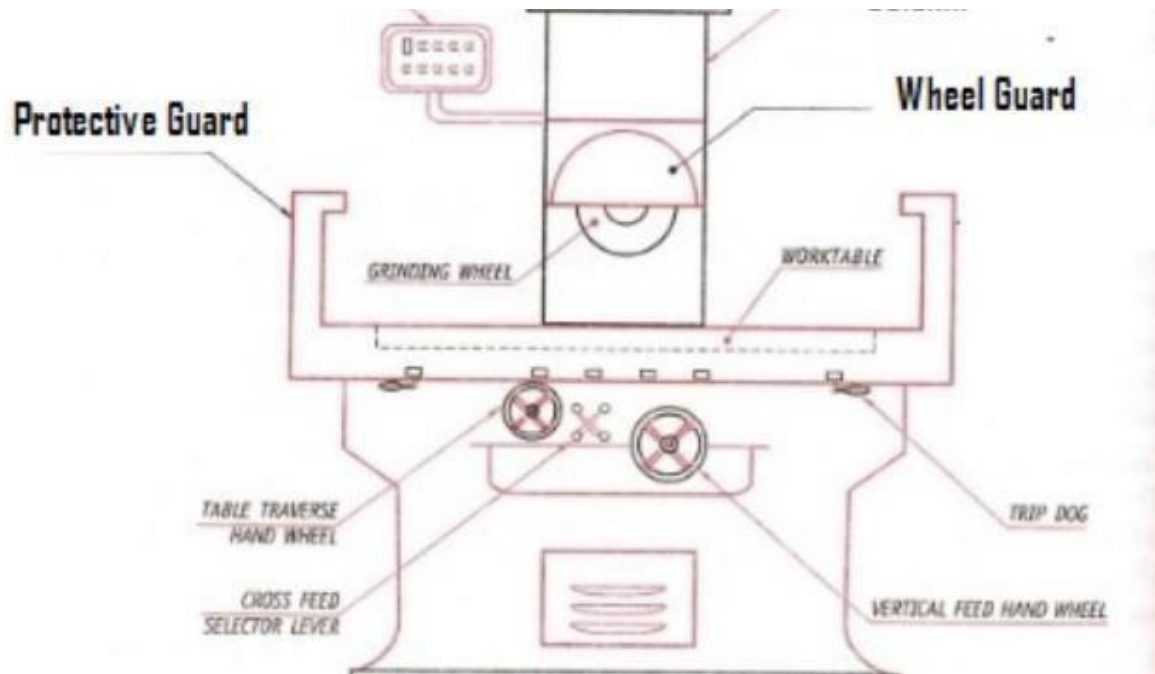 Wheel Guard
Protective Guard
GRINDING WHEEL
WORKTABLE
TABLE TRAVERSE
HAND WHEEL
TRIP DOG
CROSS FEED
SELECTOR LEVER
VERTICAL FEED HAND WHEEL